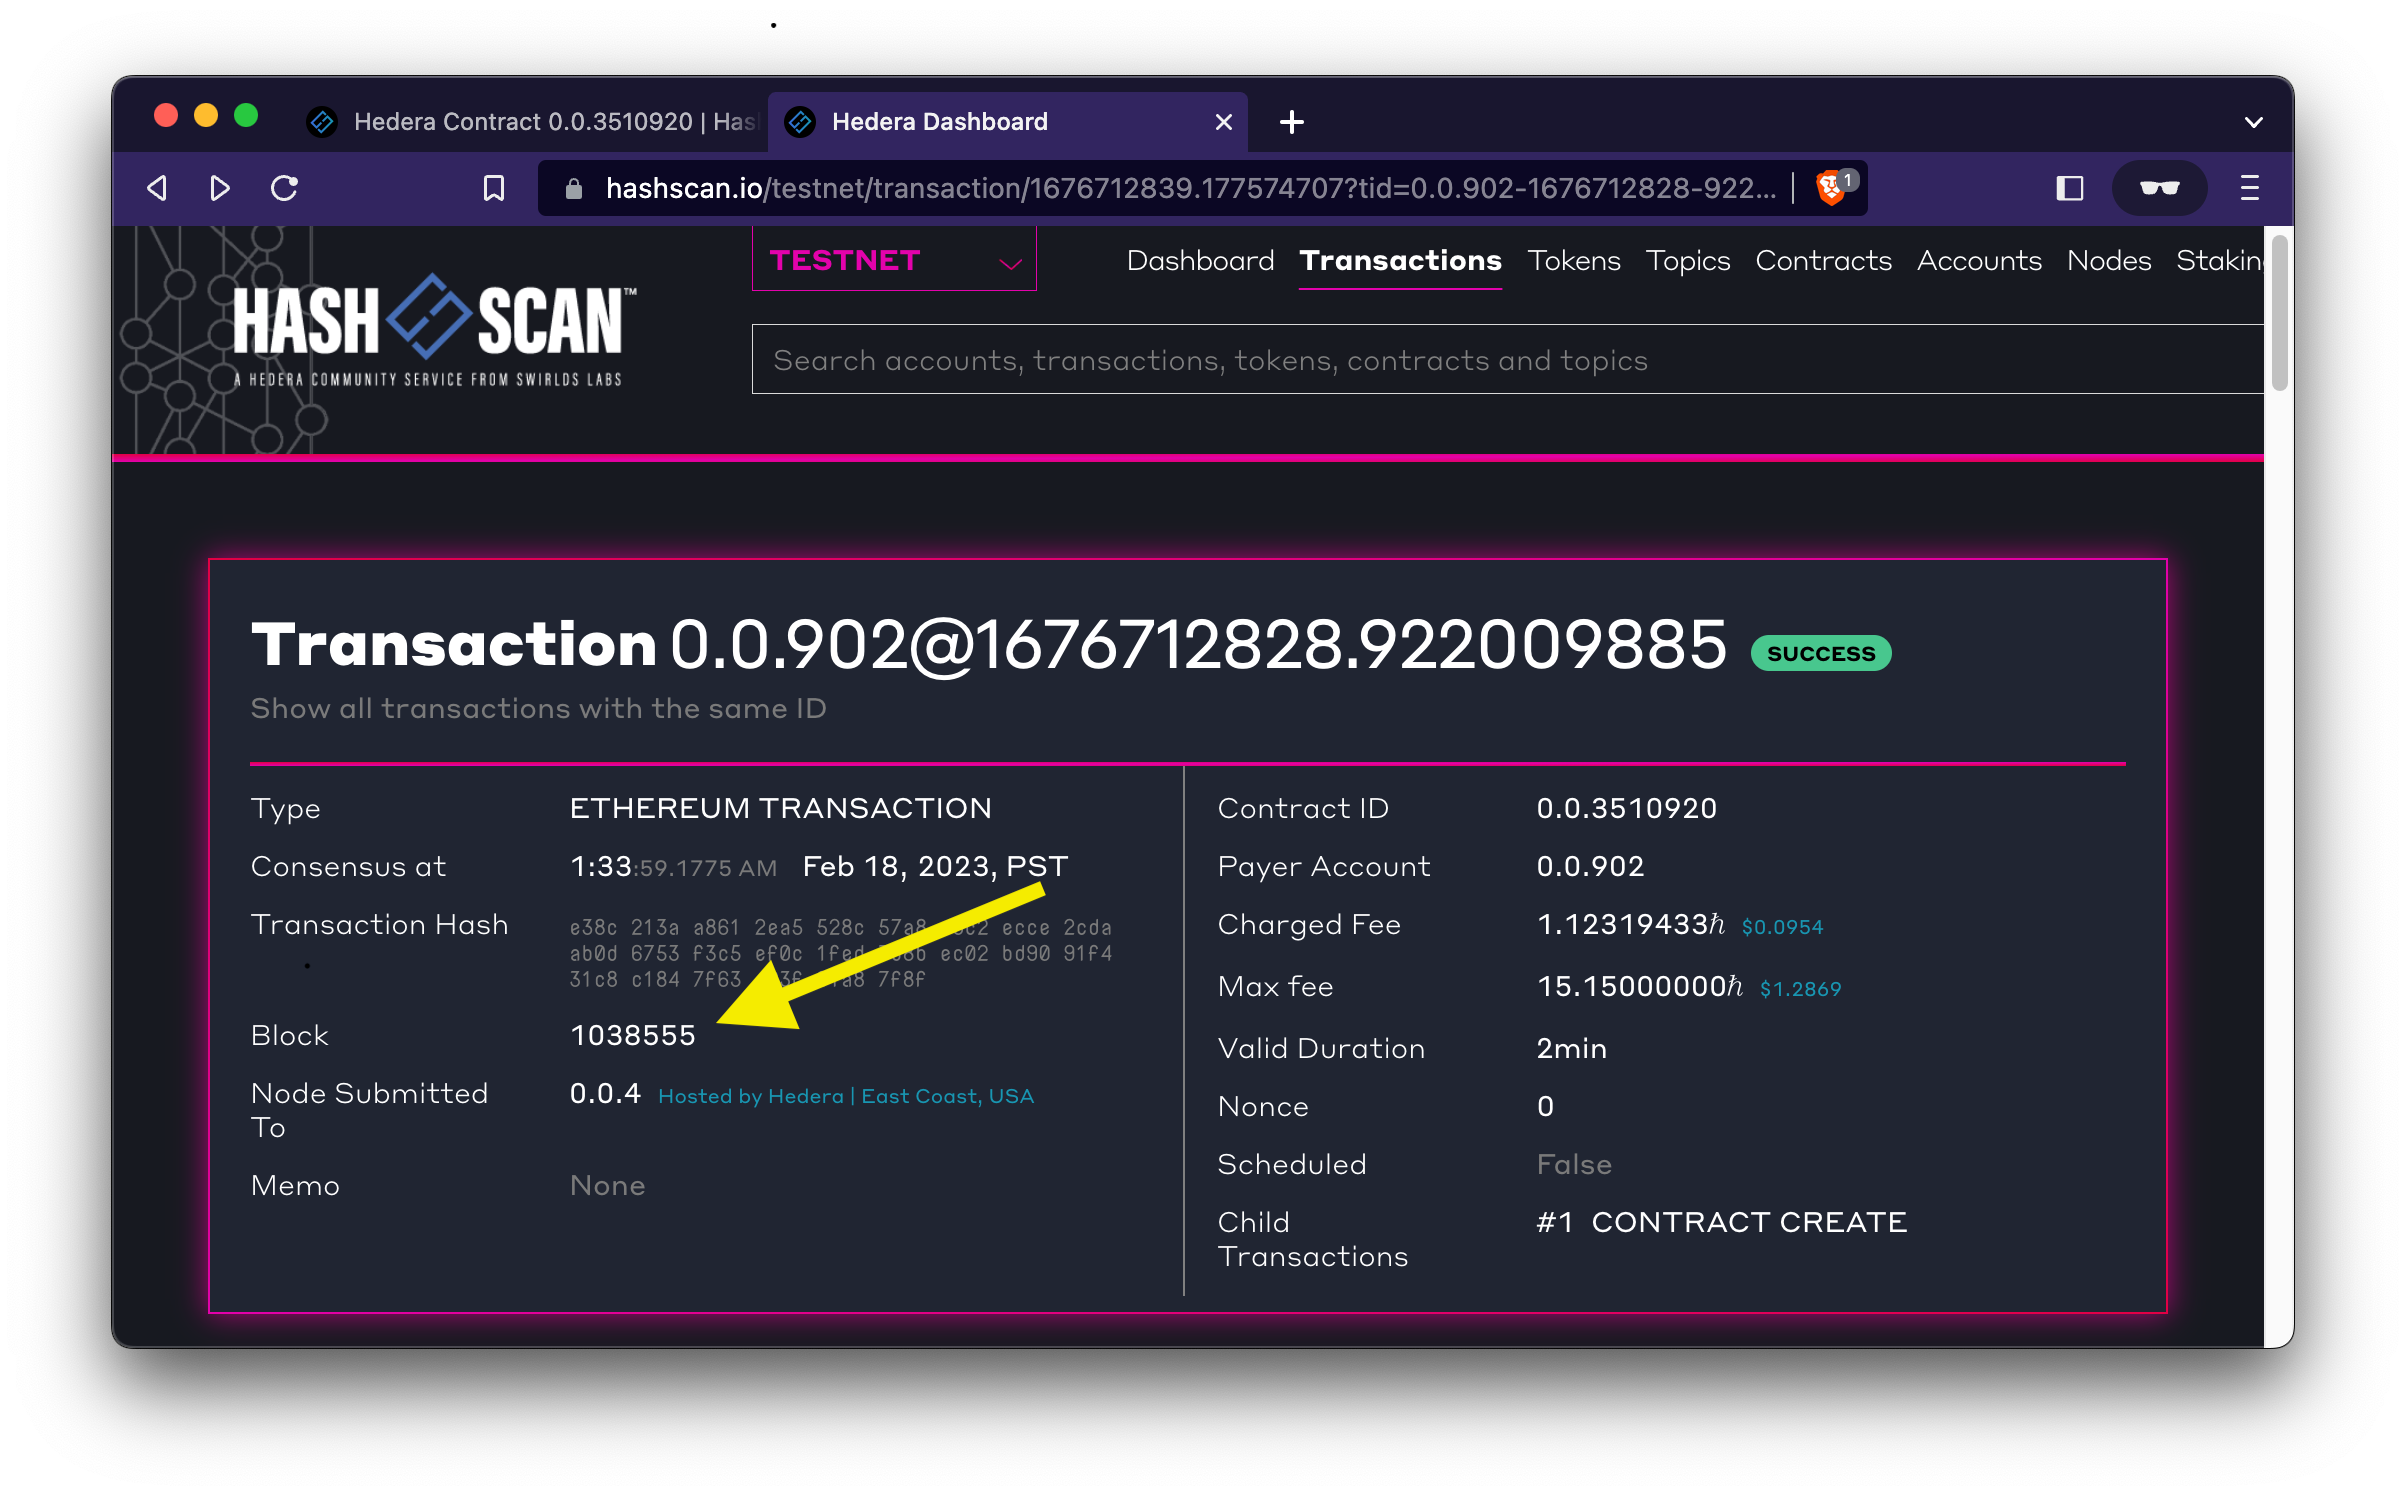 Hedera Contract 0.0.3510920 | Has
Hedera Dashboard
hashscan.io/testnet/transaction/1676712839.177574707?tid=0.0.902-1676712828-922...
1
HASH SCAN™
A HEDERA COMMUNITY SERVICE FROM SWIRLDS LABS
TESTNET
Dashboard Transactions Tokens Topics Contracts Accounts Nodes Staking
Search accounts, transactions, tokens, contracts and topics
Transaction 0.0.902@1676712828.922009885 SUCCESS
Show all transactions with the same ID
Type ETHEREUM TRANSACTION
Consensus at 1:33:59.1775 AM Feb 18, 2023, PST
Transaction Hash e38c 213a a861 2ea5 528c 57a8 ecce 2cda
ab0d 6753 f3c5 ef0c 1fed ec02 bd90 91f4
31c8 c184 7f63 7f8f
Block 1038555
Node Submitted To 0.0.4 Hosted by Hedera | East Coast, USA
Memo None
Contract ID 0.0.3510920
Payer Account 0.0.902
Charged Fee 1.12319433ℏ $0.0954
Max fee 15.15000000ℏ $1.2869
Valid Duration 2min
Nonce 0
Scheduled False
Child Transactions #1 CONTRACT CREATE